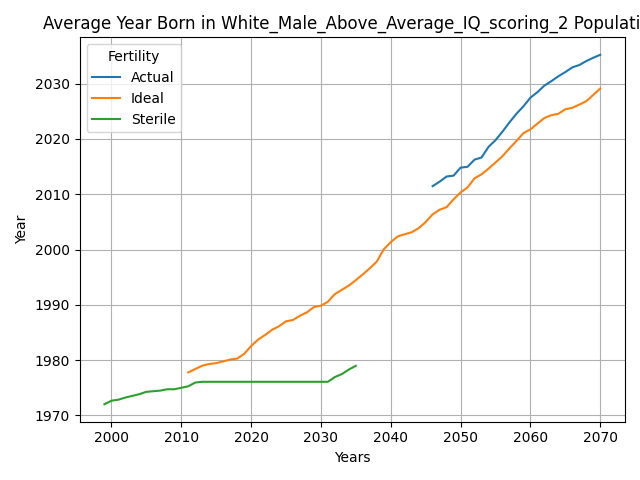 Average Year Born in White_Male_Above_Average_IQ_scoring_2 Populati
Fertility
Actual
Ideal
Sterile
Year
2030
2020
2010
2000
1990
1980
1970
2000 2010 2020 2030 2040 2050 2060 2070
Years